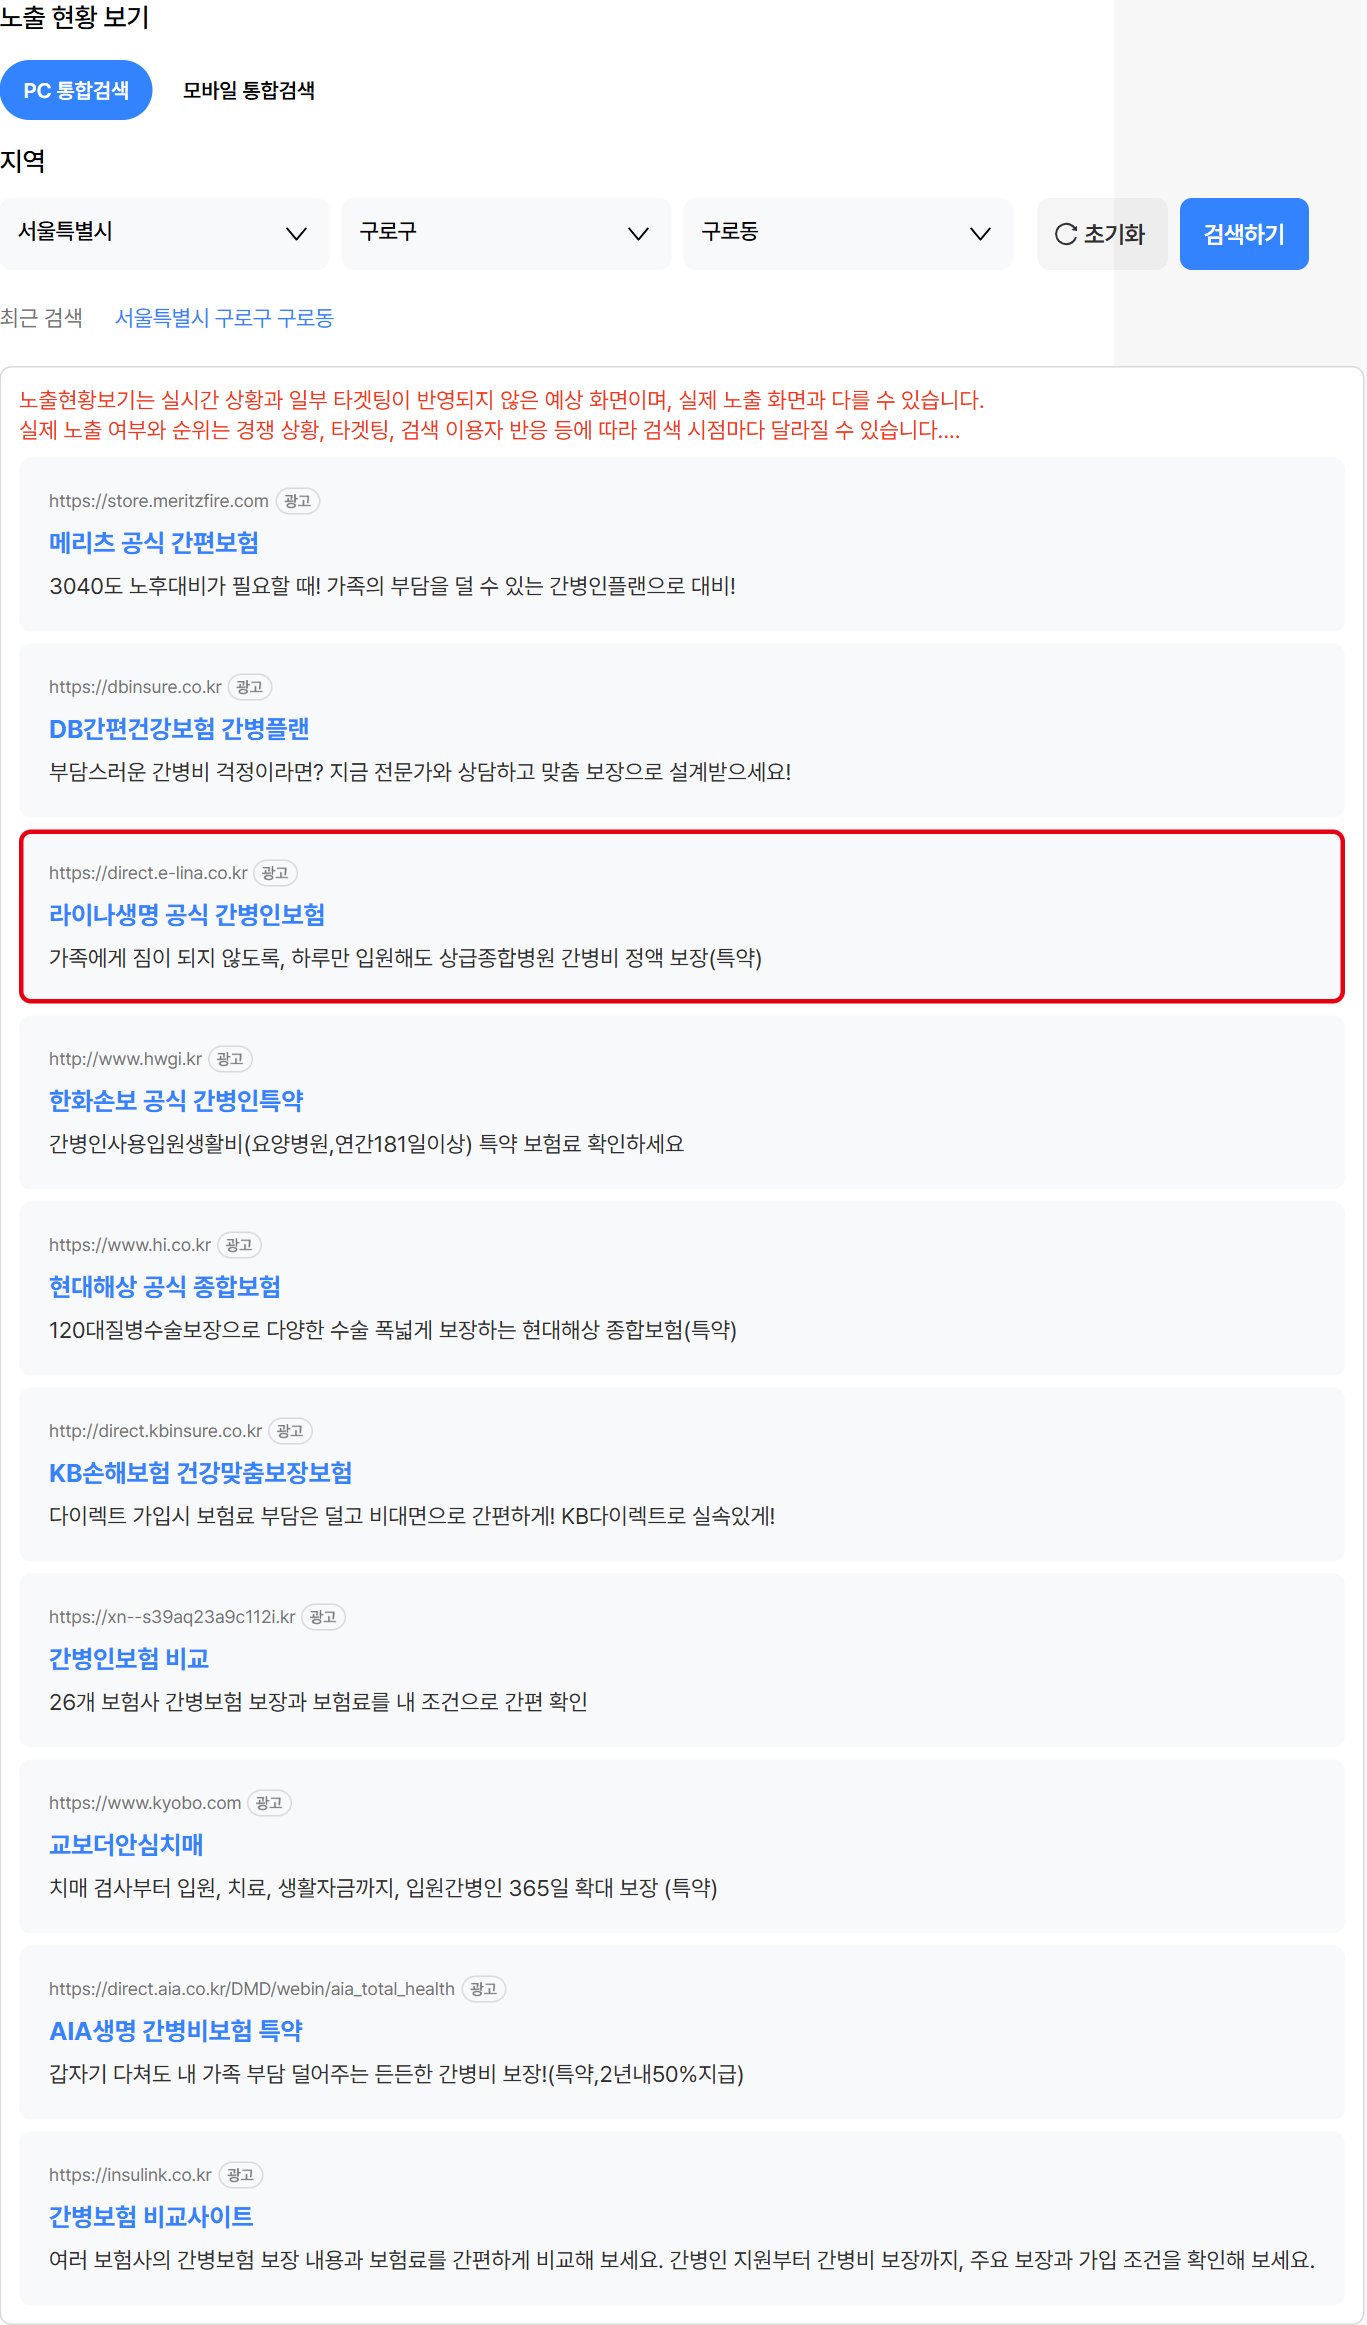 노출 현황 보기
PC 통합검색 모바일 통합검색
지역
서울특별시 구로구 구로동 초기화 검색하기
최근 검색 서울특별시 구로구 구로동
노출현황보기는 실시간 상황과 일부 타겟팅이 반영되지 않은 예상 화면이며, 실제 노출 화면과 다를 수 있습니다.
실제 노출 여부와 순위는 경쟁 상황, 타겟팅, 검색 이용자 반응 등에 따라 검색 시점마다 달라질 수 있습니다....
https://store.meritzfire.com 광고
메리츠 공식 간편보험
3040도 노후대비가 필요할 때! 가족의 부담을 덜 수 있는 간병인플랜으로 대비!
https://dbinsure.co.kr 광고
DB간편건강보험 간병플랜
부담스러운 간병비 걱정이라면? 지금 전문가와 상담하고 맞춤 보장으로 설계받으세요!
https://direct.e-lina.co.kr 광고
라이나생명 공식 간병인보험
가족에게 짐이 되지 않도록, 하루만 입원해도 상급종합병원 간병비 정액 보장(특약)
http://www.hwgi.kr 광고
한화손보 공식 간병인특약
간병인사용입원생활비(요양병원,연간181일이상) 특약 보험료 확인하세요
https://www.hi.co.kr 광고
현대해상 공식 종합보험
120대질병수술보장으로 다양한 수술 폭넓게 보장하는 현대해상 종합보험(특약)
http://direct.kbinsure.co.kr 광고
KB손해보험 건강맞춤보장보험
다이렉트 가입시 보험료 부담은 덜고 비대면으로 간편하게! KB다이렉트로 실속있게!
https://xn--s39aq23a9c112i.kr 광고
간병인보험 비교
26개 보험사 간병보험 보장과 보험료를 내 조건으로 간편 확인
https://www.kyobo.com 광고
교보더안심치매
치매 검사부터 입원, 치료, 생활자금까지, 입원간병인 365일 확대 보장 (특약)
https://direct.aia.co.kr/DMD/webin/aia_total_health 광고
AIA생명 간병비보험 특약
갑자기 다쳐도 내 가족 부담 덜어주는 든든한 간병비 보장!(특약,2년내50%지급)
https://insulink.co.kr 광고
간병보험 비교사이트
여러 보험사의 간병보험 보장 내용과 보험료를 간편하게 비교해 보세요. 간병인 지원부터 간병비 보장까지, 주요 보장과 가입 조건을 확인해 보세요.